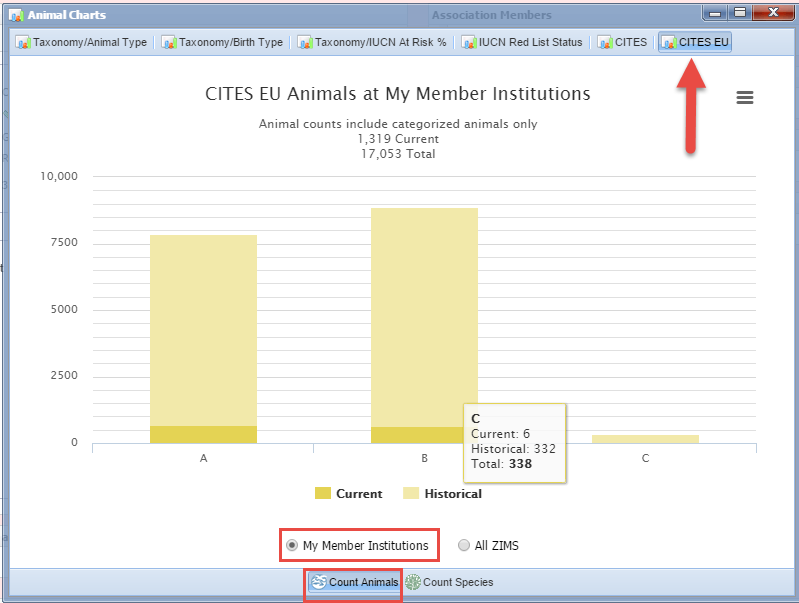 Animal Charts
Association Members
Taxonomy/Animal Type
Taxonomy/Birth Type
Taxonomy/IUCN At Risk %
IUCN Red List Status
CITES
CITES EU
CITES EU Animals at My Member Institutions
Animal counts include categorized animals only
1,319 Current
17,053 Total
10,000
7500
5000
2500
0
A
B
C
C
Current: 6
Historical: 332
Total: 338
Current
Historical
My Member Institutions
All ZIMS
Count Animals
Count Species